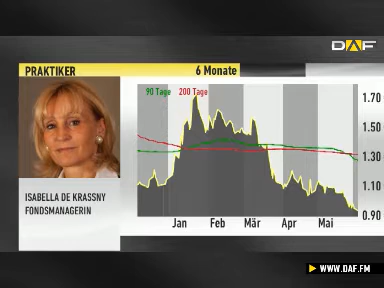 DAF
PRAKTIKER
6 Monate
90 Tage 200 Tage
1.70
1.50
1.30
1.10
0.90
Jan Feb Mär Apr Mai
ISABELLA DE KRASSNY
FONDSMANAGERIN
WWW.DAF.FM